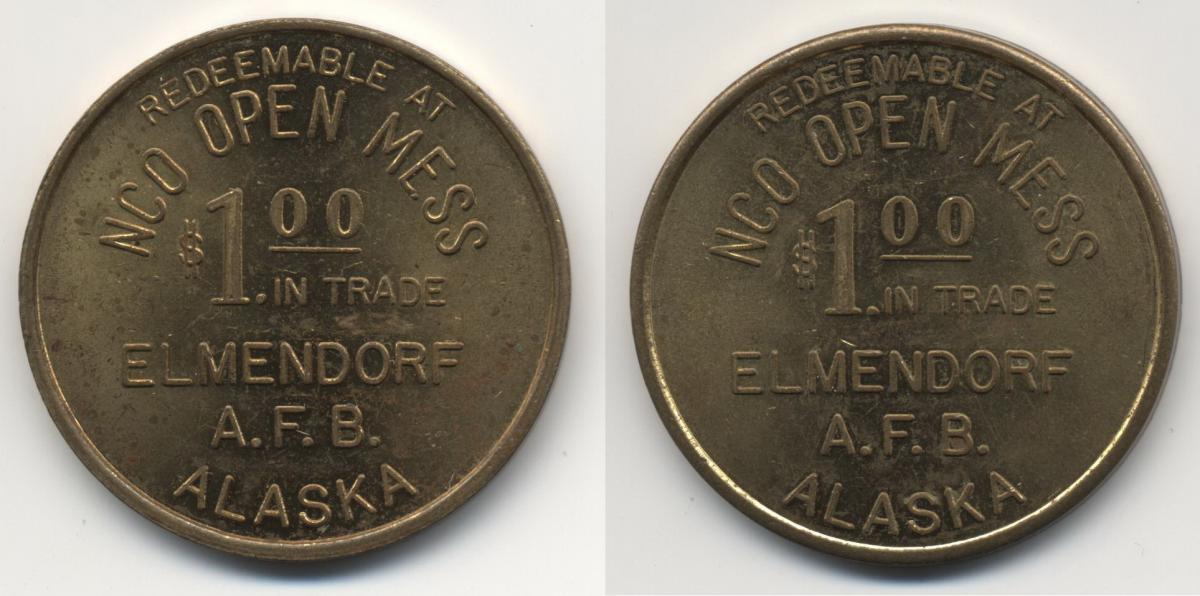 REDEEMABLE AT
NCO OPEN MESS
$1.00
IN TRADE
ELMENDORF
A.F.B.
ALASKA
REDEEMABLE AT
NCO OPEN MESS
$1.00
IN TRADE
ELMENDORF
A.F.B.
ALASKA